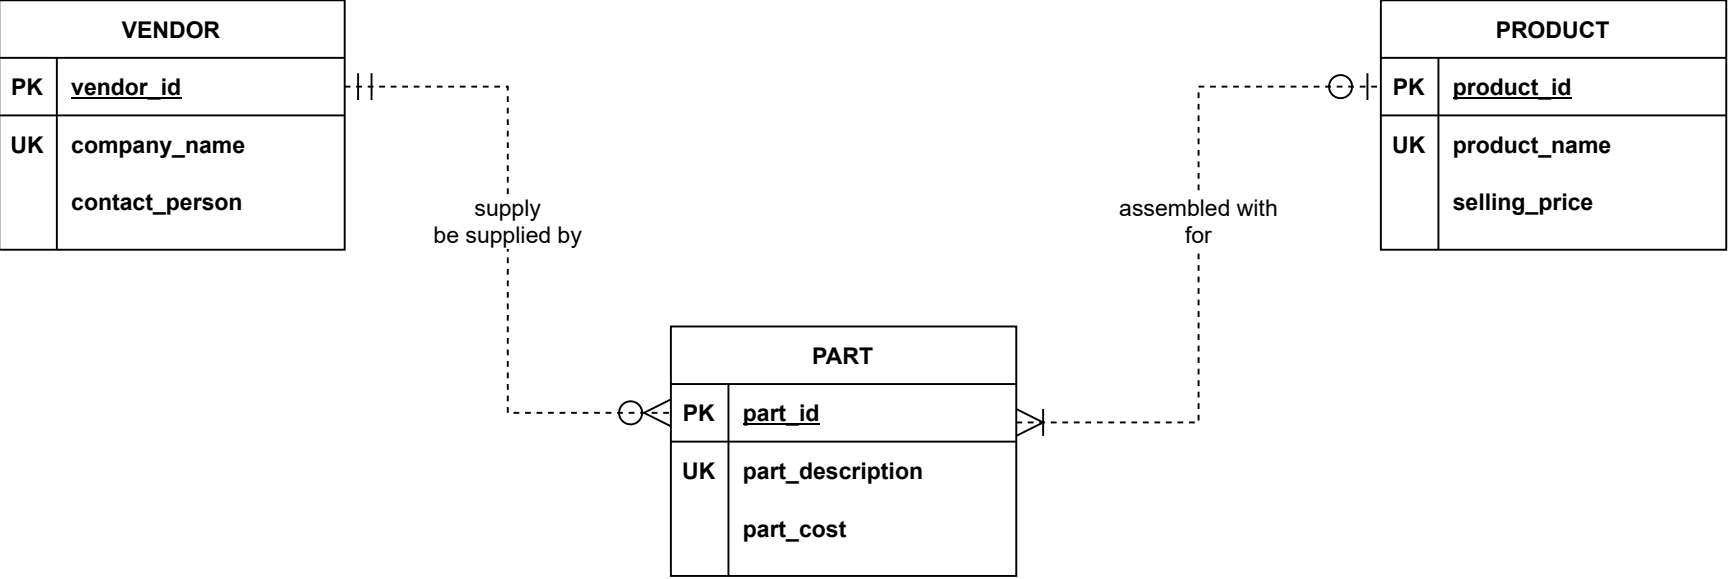 VENDOR
PK vendor_id
UK company_name
contact_person
supply
be supplied by
PRODUCT
PK product_id
UK product_name
selling_price
assembled with
for
PART
PK part_id
UK part_description
part_cost